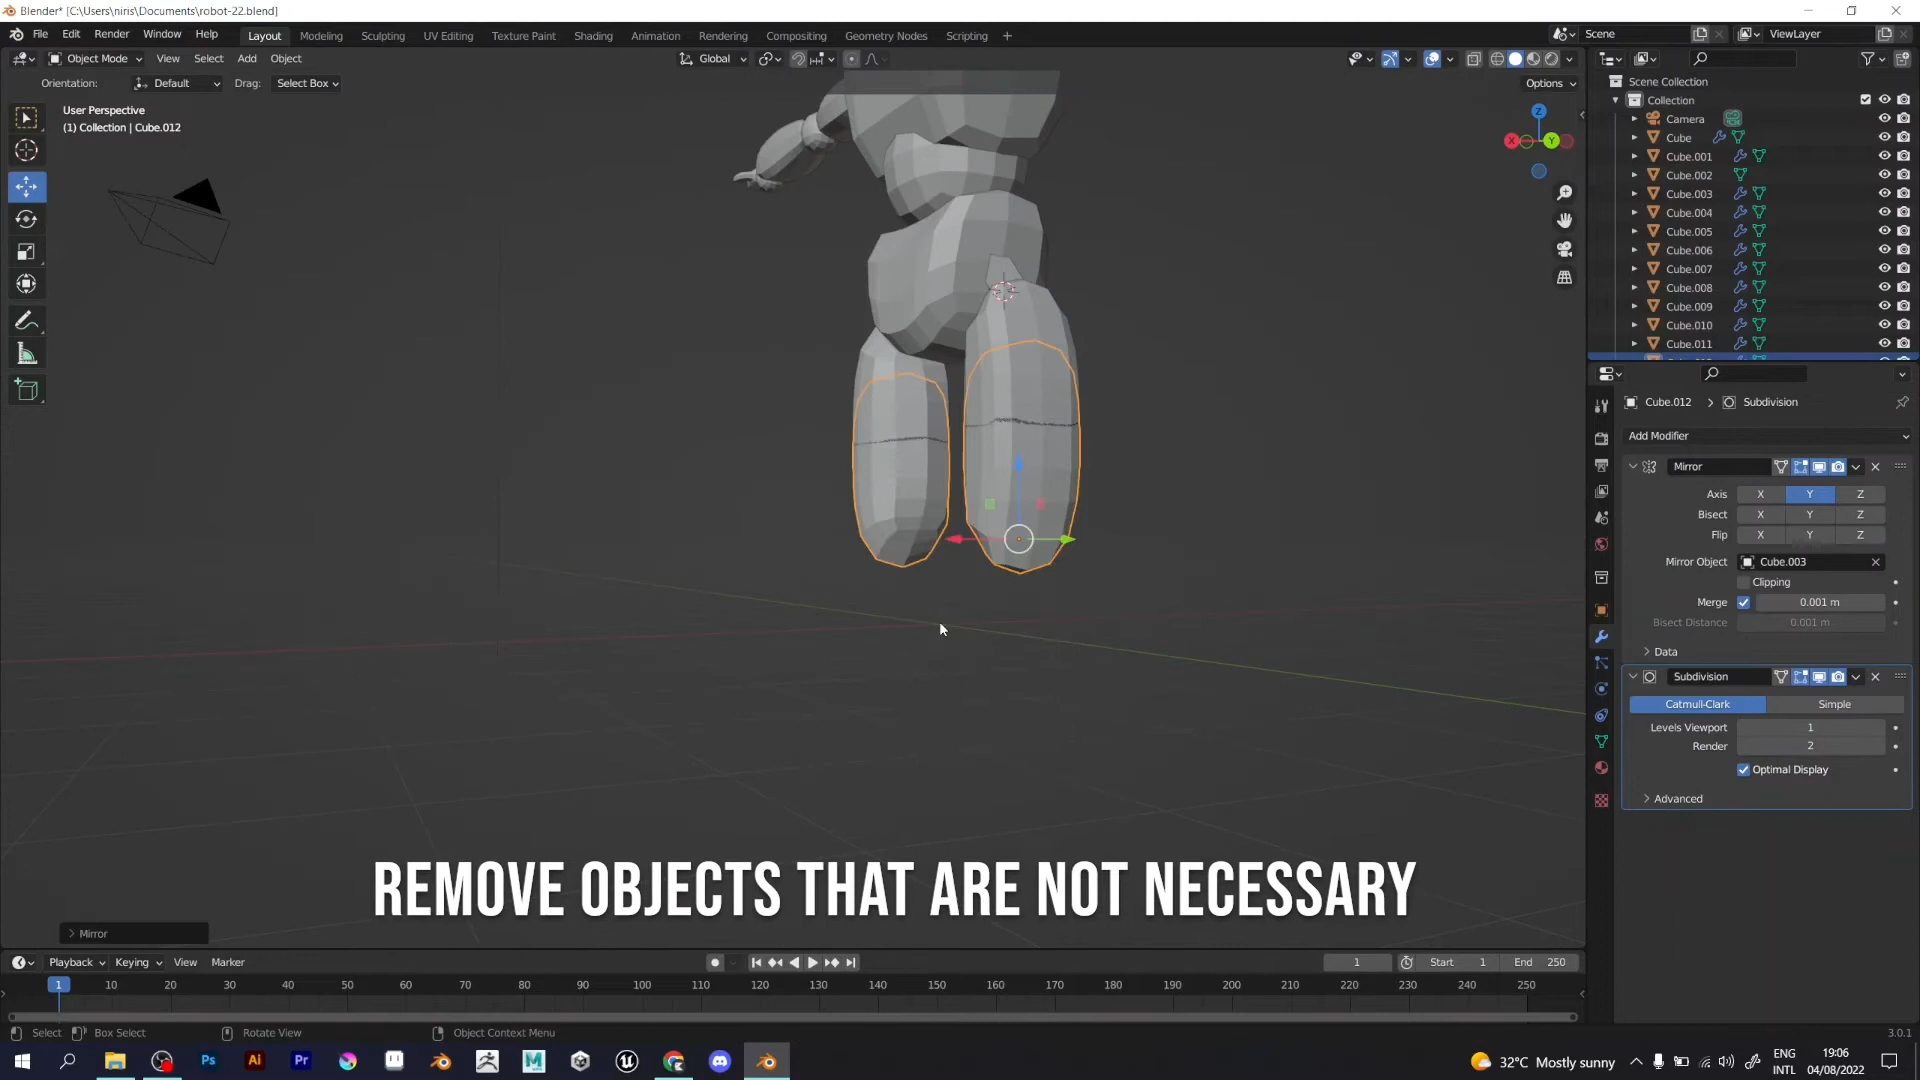 Blender* [C:\Users\niris\Documents\robot-22.blend]
File Edit Render Window Help Layout Modeling Sculpting UV Editing Texture Paint Shading Animation Rendering Compositing Geometry Nodes Scripting + Scene ViewLayer
Object Mode View Select Add Object Global
Orientation: Default Drag: Select Box Options
User Perspective
(1) Collection | Cube.012
Z
X
Y
Scene Collection
Collection
Camera
Cube
Cube.001
Cube.002
Cube.003
Cube.004
Cube.005
Cube.006
Cube.007
Cube.008
Cube.009
Cube.010
Cube.011
Cube.012 > Subdivision
Add Modifier
Mirror
Axis X Y Z
Bisect X Y Z
Flip X Y Z
Mirror Object Cube.003
Clipping
Merge 0.001 m
Bisect Distance 0.001 m
Data
Subdivision
Catmull-Clark Simple
Levels Viewport 1
Render 2
Optimal Display
Advanced
REMOVE OBJECTS THAT ARE NOT NECESSARY
Mirror
Playback Keying View Marker 1 Start 1 End 250
1 10 20 30 40 50 60 70 80 90 100 110 120 130 140 150 160 170 180 190 200 210 220 230 240 250
Select Box Select Rotate View Object Context Menu 3.0.1
Ps Ai Pr M 32°C Mostly sunny ENG INTL 19:06 04/08/2022